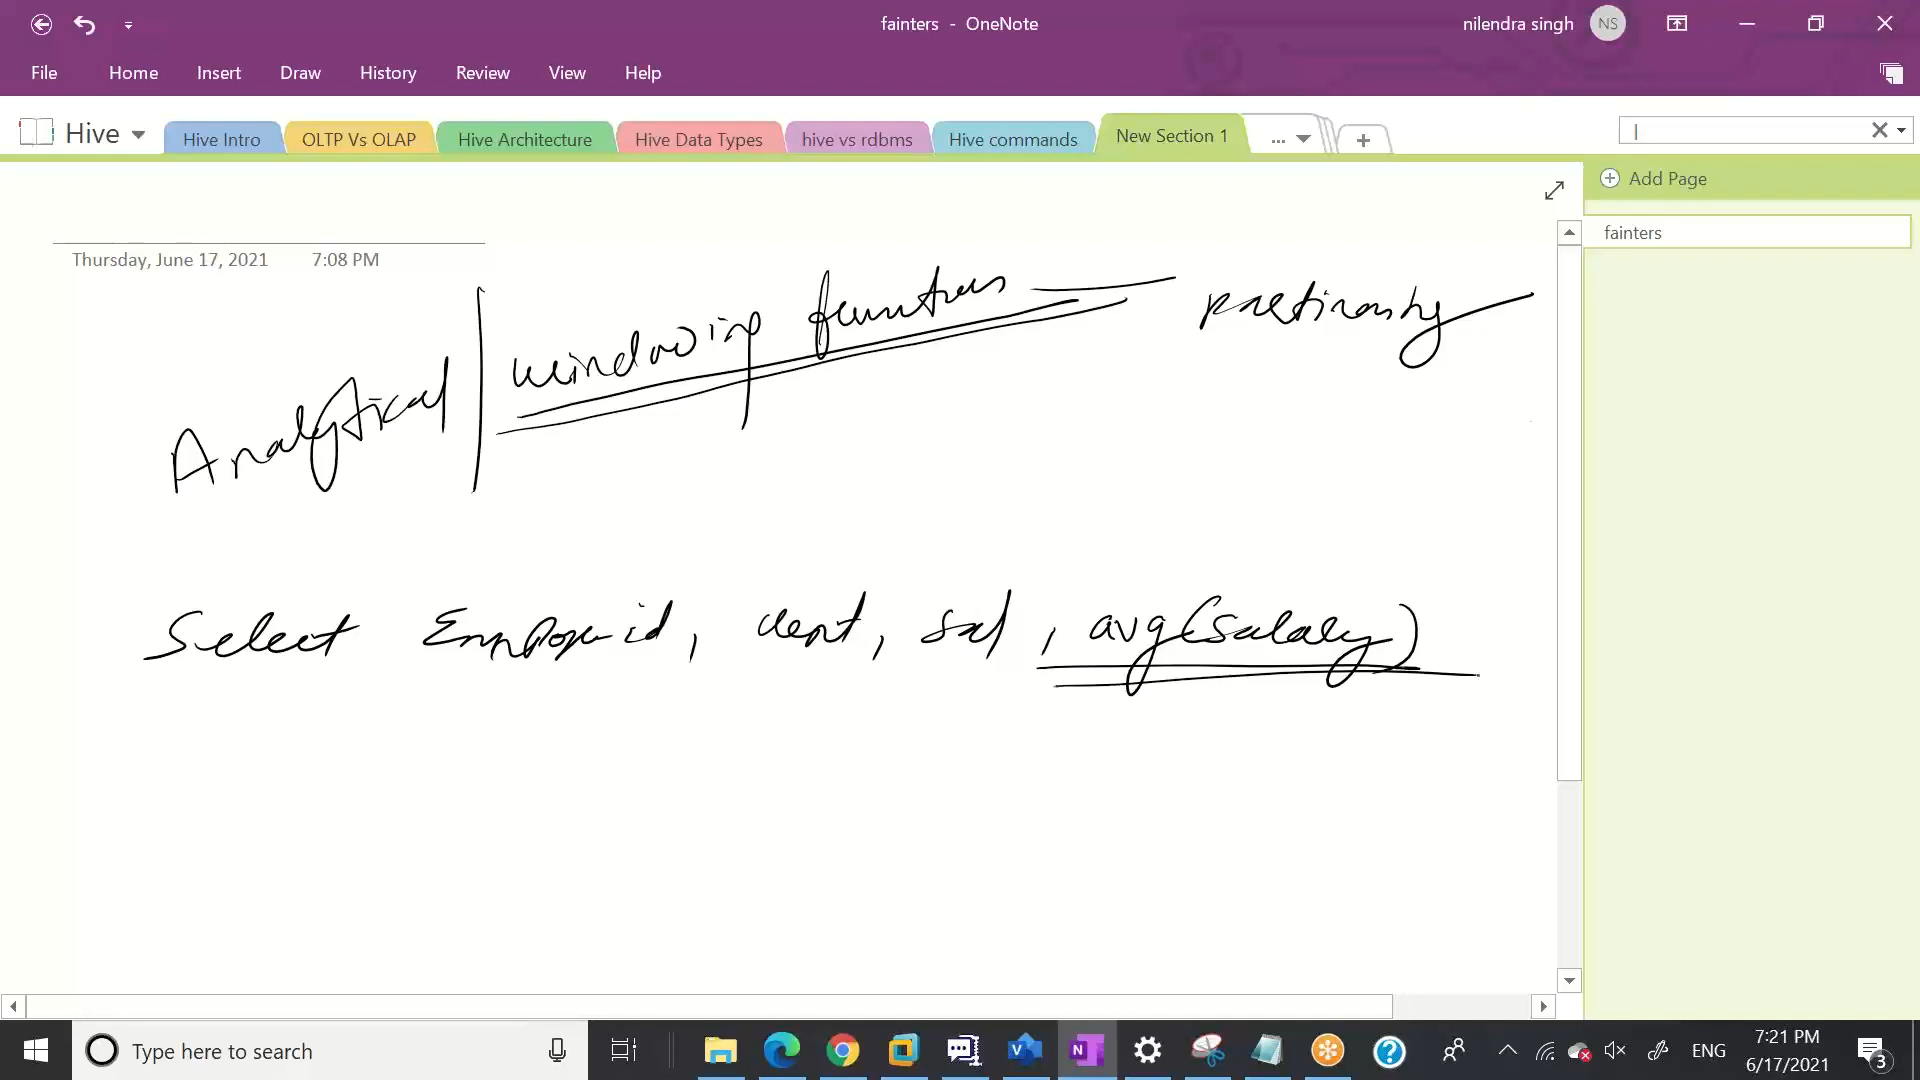 fainters - OneNote
nilendra singh NS
File Home Insert Draw History Review View Help
Hive Hive Intro OLTP Vs OLAP Hive Architecture Hive Data Types hive vs rdbms Hive commands New Section 1 ...
Add Page
fainters
Thursday, June 17, 2021 7:08 PM
Analytical | windowing functions
Select id, dept, sal, avg(salary)
Type here to search
ENG
7:21 PM
6/17/2021
3